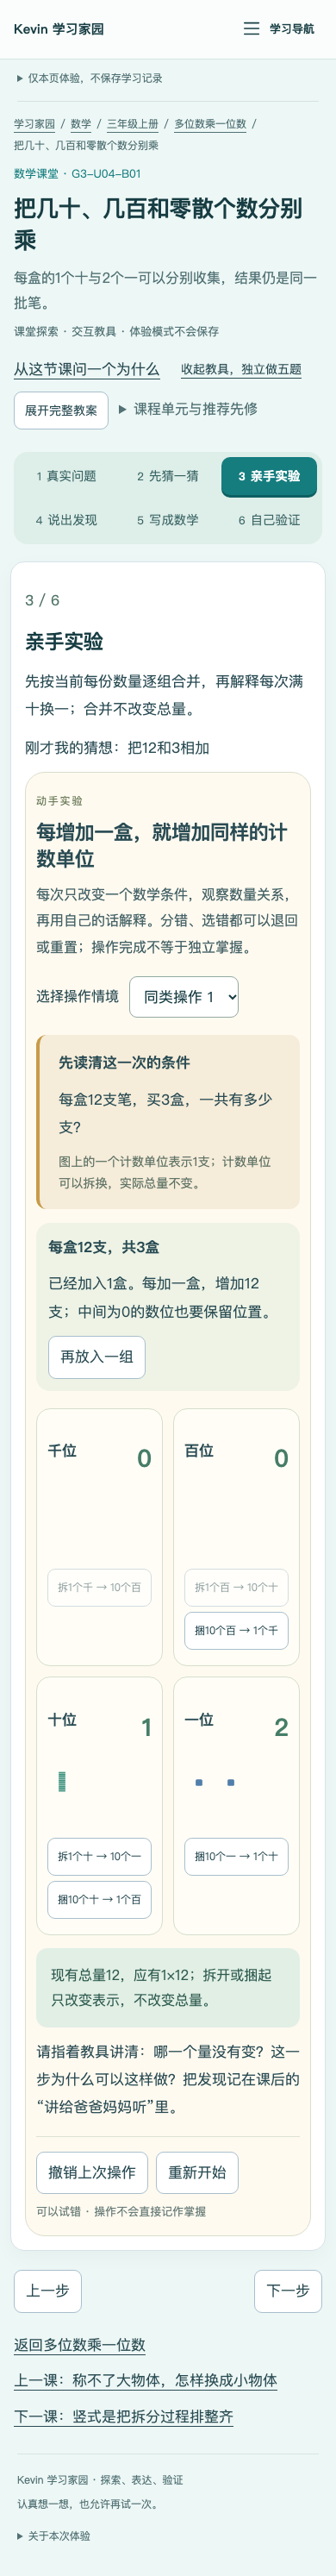 Kevin 学习家园
学习导航
▶ 仅本页体验，不保存学习记录
学习家园 / 数学 / 三年级上册 / 多位数乘一位数 /
把几十、几百和零散个数分别乘
数学课堂 · G3-U04-B01
把几十、几百和零散个数分别
乘
每盒的1个十与2个一可以分别收集，结果仍是同一
批笔。
课堂探索 · 交互教具 · 体验模式不会保存
从这节课问一个为什么
收起教具，独立做五题
展开完整教案
▶ 课程单元与推荐先修
1 真实问题
2 先猜一猜
3 亲手实验
4 说出发现
5 写成数学
6 自己验证
3 / 6
亲手实验
先按当前每份数量逐组合并，再解释每次满
十换一；合并不改变总量。
刚才我的猜想：把12和3相加
动手实验
每增加一盒，就增加同样的计
数单位
每次只改变一个数学条件，观察数量关系，
再用自己的话解释。分错、选错都可以退回
或重置；操作完成不等于独立掌握。
选择操作情境
同类操作 1
先读清这一次的条件
每盒12支笔，买3盒，一共有多少
支？
图上的一个计数单位表示1支；计数单位
可以拆换，实际总量不变。
每盒12支，共3盒
已经加入1盒。每加一盒，增加12
支；中间为0的数位也要保留位置。
再放入一组
千位
0
拆1个千 → 10个百
百位
0
拆1个百 → 10个十
捆10个百 → 1个千
十位
1
拆1个十 → 10个一
捆10个十 → 1个百
一位
2
捆10个一 → 1个十
现有总量12，应有1×12；拆开或捆起
只改变表示，不改变总量。
请指着教具讲清：哪一个量没有变？这一
步为什么可以这样做？把发现记在课后的
“讲给爸爸妈妈听”里。
撤销上次操作
重新开始
可以试错 · 操作不会直接记作掌握
上一步
下一步
返回多位数乘一位数
上一课：称不了大物体，怎样换成小物体
下一课：竖式是把拆分过程排整齐
Kevin 学习家园 · 探索、表达、验证
认真想一想，也允许再试一次。
▶ 关于本次体验